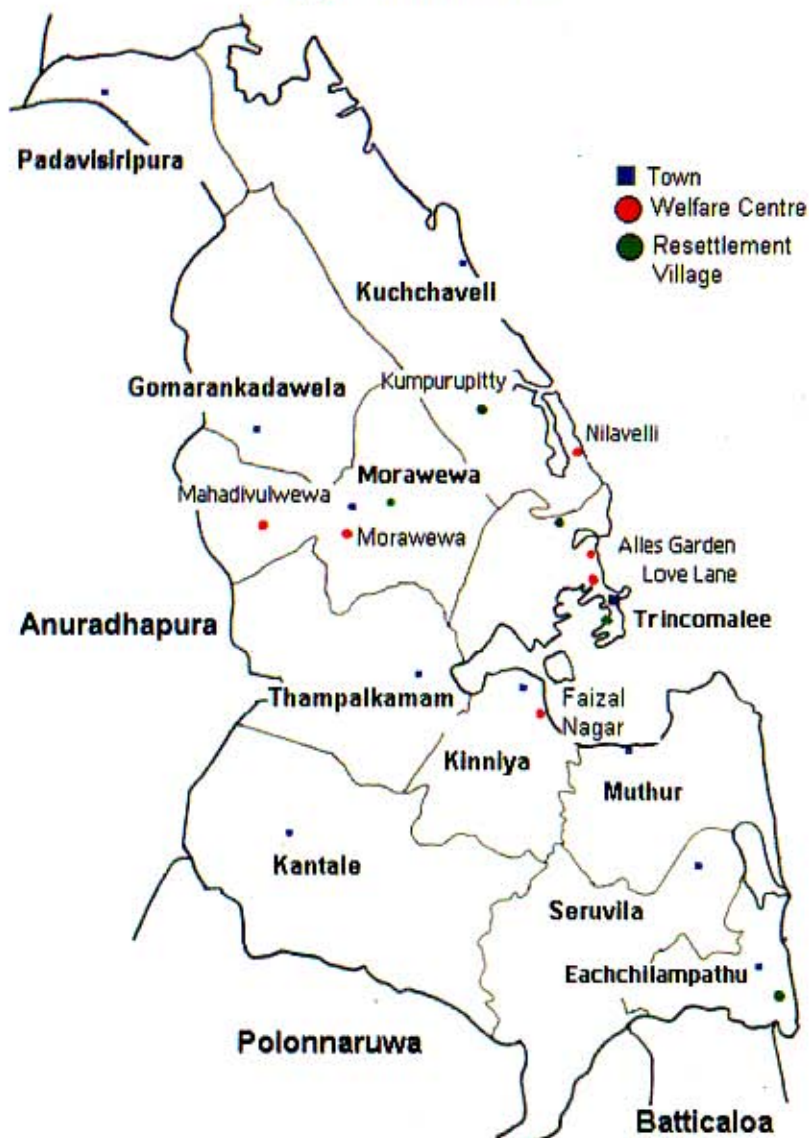 Padavisiripura
Town
Welfare Centre
Resettlement
Village
Kuchchaveli
Kumpurupitty
Gomarankadawela
Nilavelli
Morawewa
Mahadivulwewa
Morawewa
Alles Garden
Love Lane
Anuradhapura
Trincomalee
Thampalkamam
Faizal
Nagar
Kinniya
Muthur
Kantale
Seruvila
Eachchilampathu
Polonnaruwa
Batticaloa